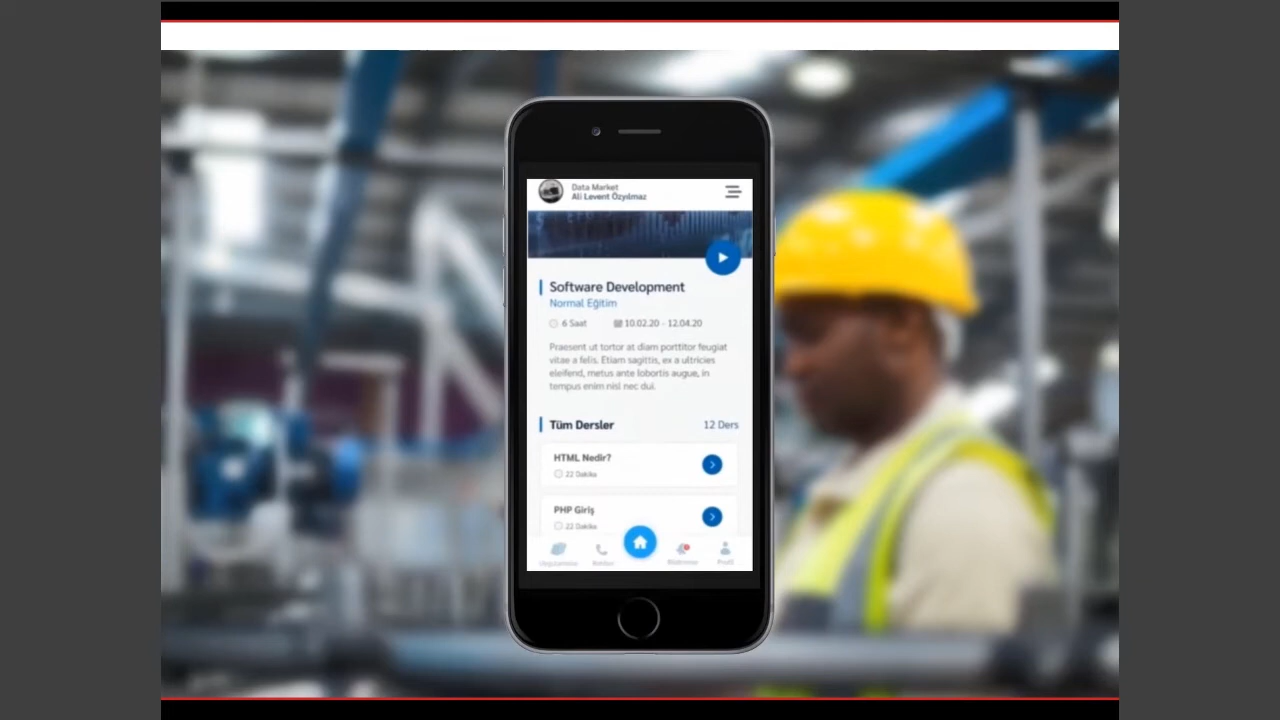 Data Market
Ali Levent Özyılmaz
Software Development
Normal Eğitim
6 Saat 10.02.20 - 12.04.20
Praesent ut tortor at diam porttitor feugiat
vitae a felis. Etiam sagittis, ex a ultricies
eleifend, metus ante lobortis augue, in
tempus enim nisl nec dui.
Tüm Dersler 12 Ders
HTML Nedir?
22 Dakika
PHP Giriş
22 Dakika
Profil